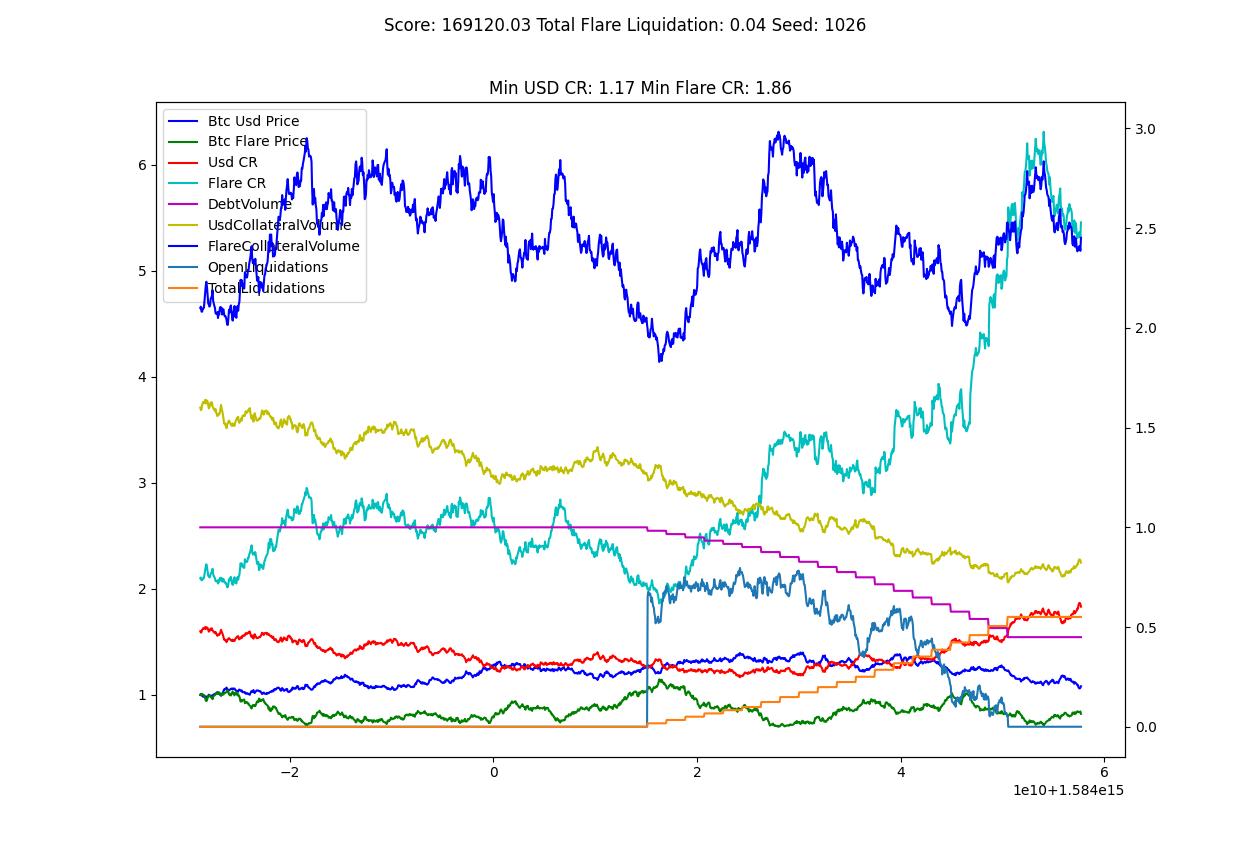 Score: 169120.03 Total Flare Liquidation: 0.04 Seed: 1026
Min USD CR: 1.17 Min Flare CR: 1.86
Btc Usd Price
Btc Flare Price
Usd CR
Flare CR
DebtVolume
UsdCollateralVolume
FlareCollateralVolume
OpenLiquidations
TotalLiquidations
6
5
4
3
2
1
3.0
2.5
2.0
1.5
1.0
0.5
0.0
−2
0
2
4
6
1e10+1.584e15